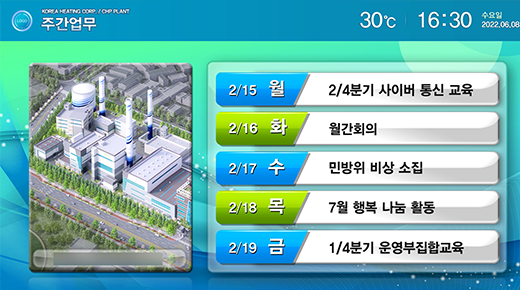 LOGO
KOREA HEATING CORP. / CHP PLANT
주간업무
30℃
16:30
수요일
2022.06.08
2/15 월 2/4분기 사이버 통신 교육
2/16 화 월간회의
2/17 수 민방위 비상 소집
2/18 목 7월 행복 나눔 활동
2/19 금 1/4분기 운영부집합교육